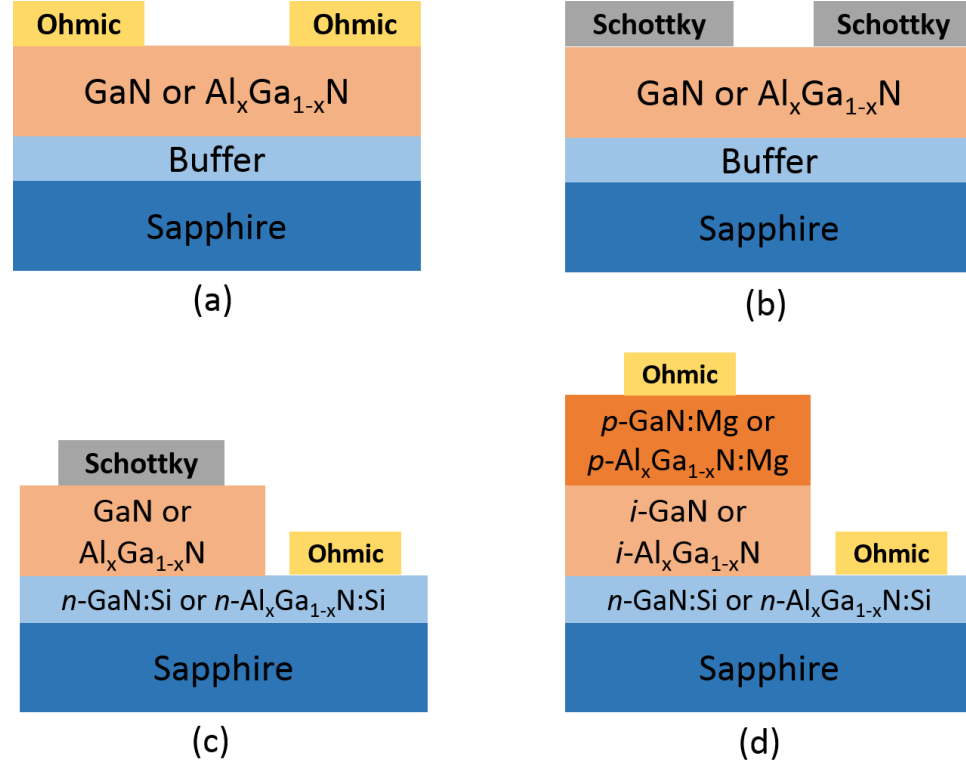 Ohmic
Ohmic
GaN or AlₓGa₁₋ₓN
Buffer
Sapphire
(a)
Schottky
Schottky
GaN or AlₓGa₁₋ₓN
Buffer
Sapphire
(b)
Schottky
GaN or
AlₓGa₁₋ₓN
Ohmic
n-GaN:Si or n-AlₓGa₁₋ₓN:Si
Sapphire
(c)
Ohmic
p-GaN:Mg or
p-AlₓGa₁₋ₓN:Mg
i-GaN or
i-AlₓGa₁₋ₓN
Ohmic
n-GaN:Si or n-AlₓGa₁₋ₓN:Si
Sapphire
(d)